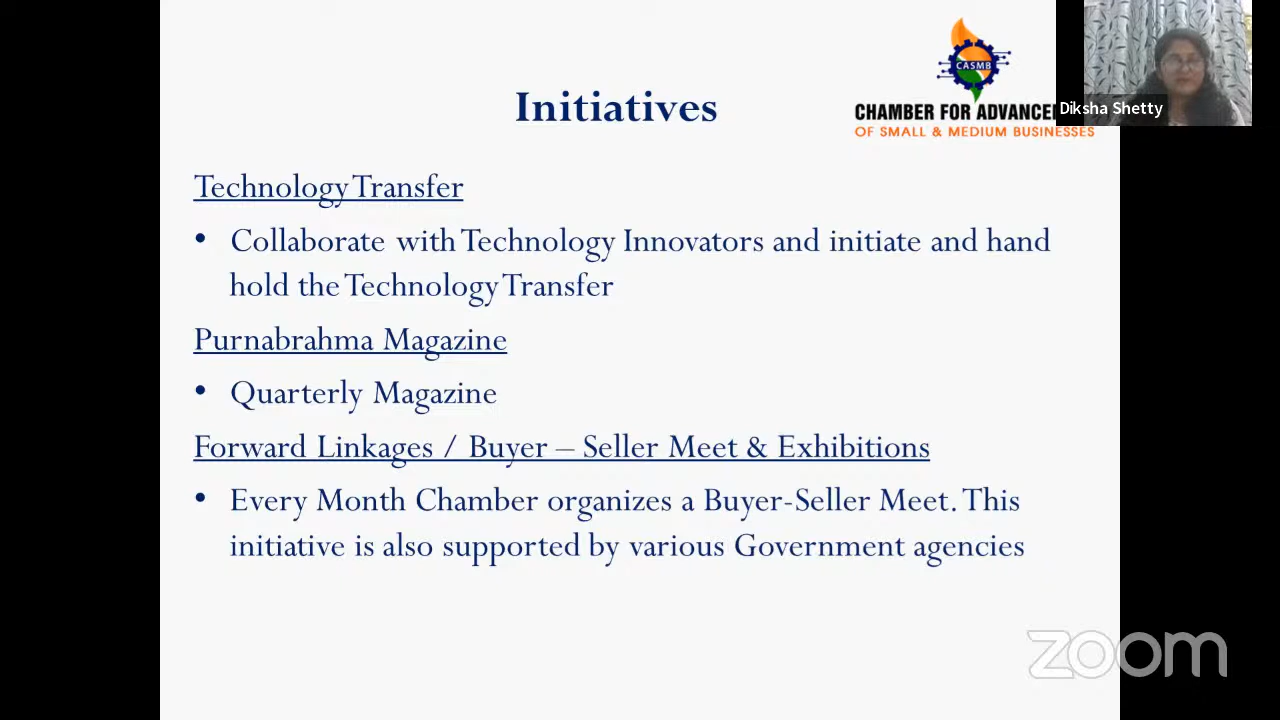 CASMB
CHAMBER FOR ADVANCE
OF SMALL & MEDIUM BUSINESSES
Diksha Shetty
Initiatives
Technology Transfer
• Collaborate with Technology Innovators and initiate and hand
hold the Technology Transfer
Purnabrahma Magazine
• Quarterly Magazine
Forward Linkages / Buyer – Seller Meet & Exhibitions
• Every Month Chamber organizes a Buyer-Seller Meet. This
initiative is also supported by various Government agencies
zoom